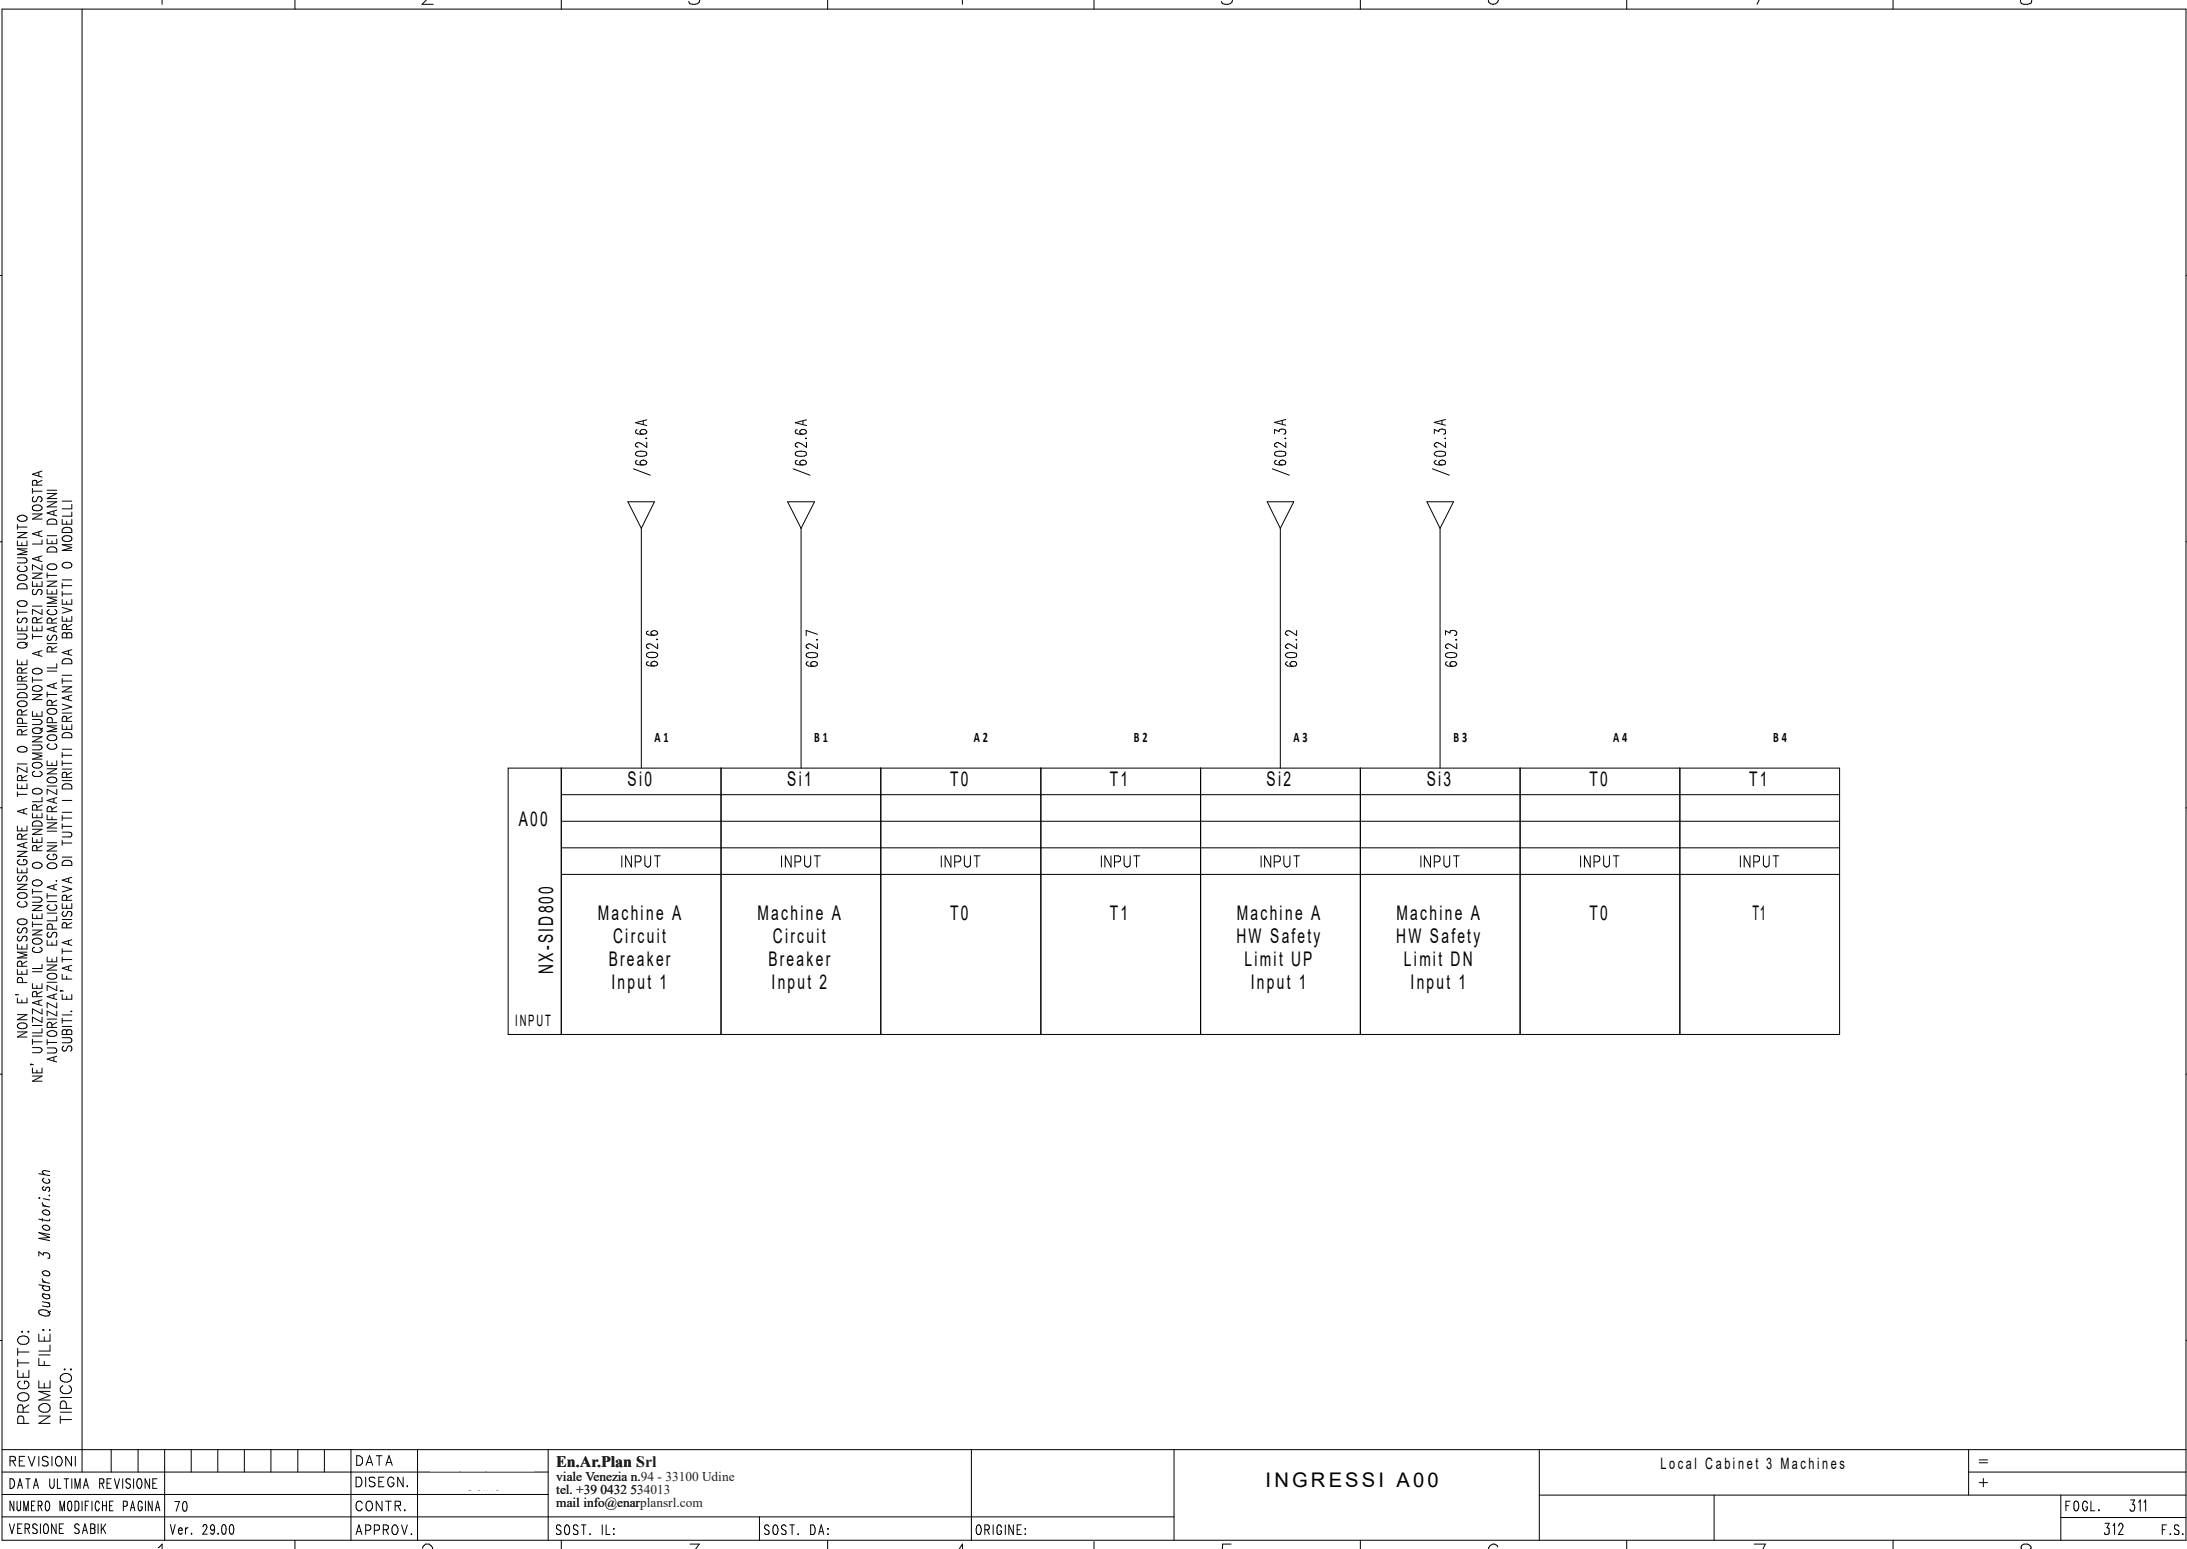 /602.6A
/602.6A
/602.3A
/602.3A
602.6
602.7
602.2
602.3
A1
B1
A2
B2
A3
B3
A4
B4
Si0
Si1
T0
T1
Si2
Si3
T0
T1
A00
INPUT
INPUT
INPUT
INPUT
INPUT
INPUT
INPUT
INPUT
NX-SID800
INPUT
Machine A
Circuit
Breaker
Input 1
Machine A
Circuit
Breaker
Input 2
T0
T1
Machine A
HW Safety
Limit UP
Input 1
Machine A
HW Safety
Limit DN
Input 1
T0
T1
NON E' PERMESSO CONSEGNARE A TERZI O RIPRODURRE QUESTO DOCUMENTO
NE' UTILIZZARE IL CONTENUTO O RENDERLO COMUNQUE NOTO A TERZI SENZA LA NOSTRA
AUTORIZZAZIONE ESPLICITA. OGNI INFRAZIONE COMPORTA IL RISARCIMENTO DEI DANNI
SUBITI. E' FATTA RISERVA DI TUTTI I DIRITTI DERIVANTI DA BREVETTI O MODELLI
PROGETTO:
NOME FILE: Quadro 3 Motori.sch
TIPICO:
REVISIONI
DATA ULTIMA REVISIONE
NUMERO MODIFICHE PAGINA 70
VERSIONE SABIK Ver. 29.00
DATA
DISEGN.
CONTR.
APPROV.
En.Ar.Plan Srl
viale Venezia n.94 - 33100 Udine
tel. +39 0432 534013
mail info@enarplansrl.com
SOST. IL:
SOST. DA:
ORIGINE:
INGRESSI A00
Local Cabinet 3 Machines
=
+
FOGL. 311
312 F.S.